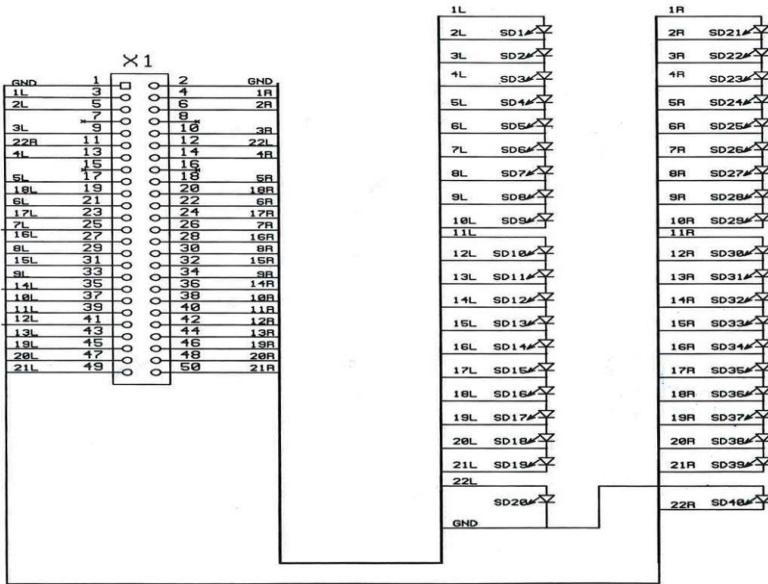 X1
GND 1 2 GND
1L 3 4 1R
2L 5 6 2R
7 8
3L 9 10 3R
22R 11 12 22L
4L 13 14 4R
15 16
5L 17 18 5R
18L 19 20 18R
6L 21 22 6R
17L 23 24 17R
7L 25 26 7R
16L 27 28 16R
8L 29 30 8R
15L 31 32 15R
9L 33 34 9R
14L 35 36 14R
10L 37 38 10R
11L 39 40 11R
12L 41 42 12R
13L 43 44 13R
19L 45 46 19R
20L 47 48 20R
21L 49 50 21R
1L
2L SD1
3L SD2
4L SD3
5L SD4
6L SD5
7L SD6
8L SD7
9L SD8
10L SD9
11L
12L SD10
13L SD11
14L SD12
15L SD13
16L SD14
17L SD15
18L SD16
19L SD17
20L SD18
21L SD19
22L
SD20
GND
1R
2R SD21
3R SD22
4R SD23
5R SD24
6R SD25
7R SD26
8R SD27
9R SD28
10R SD29
11R
12R SD30
13R SD31
14R SD32
15R SD33
16R SD34
17R SD35
18R SD36
19R SD37
20R SD38
21R SD39
22R SD40